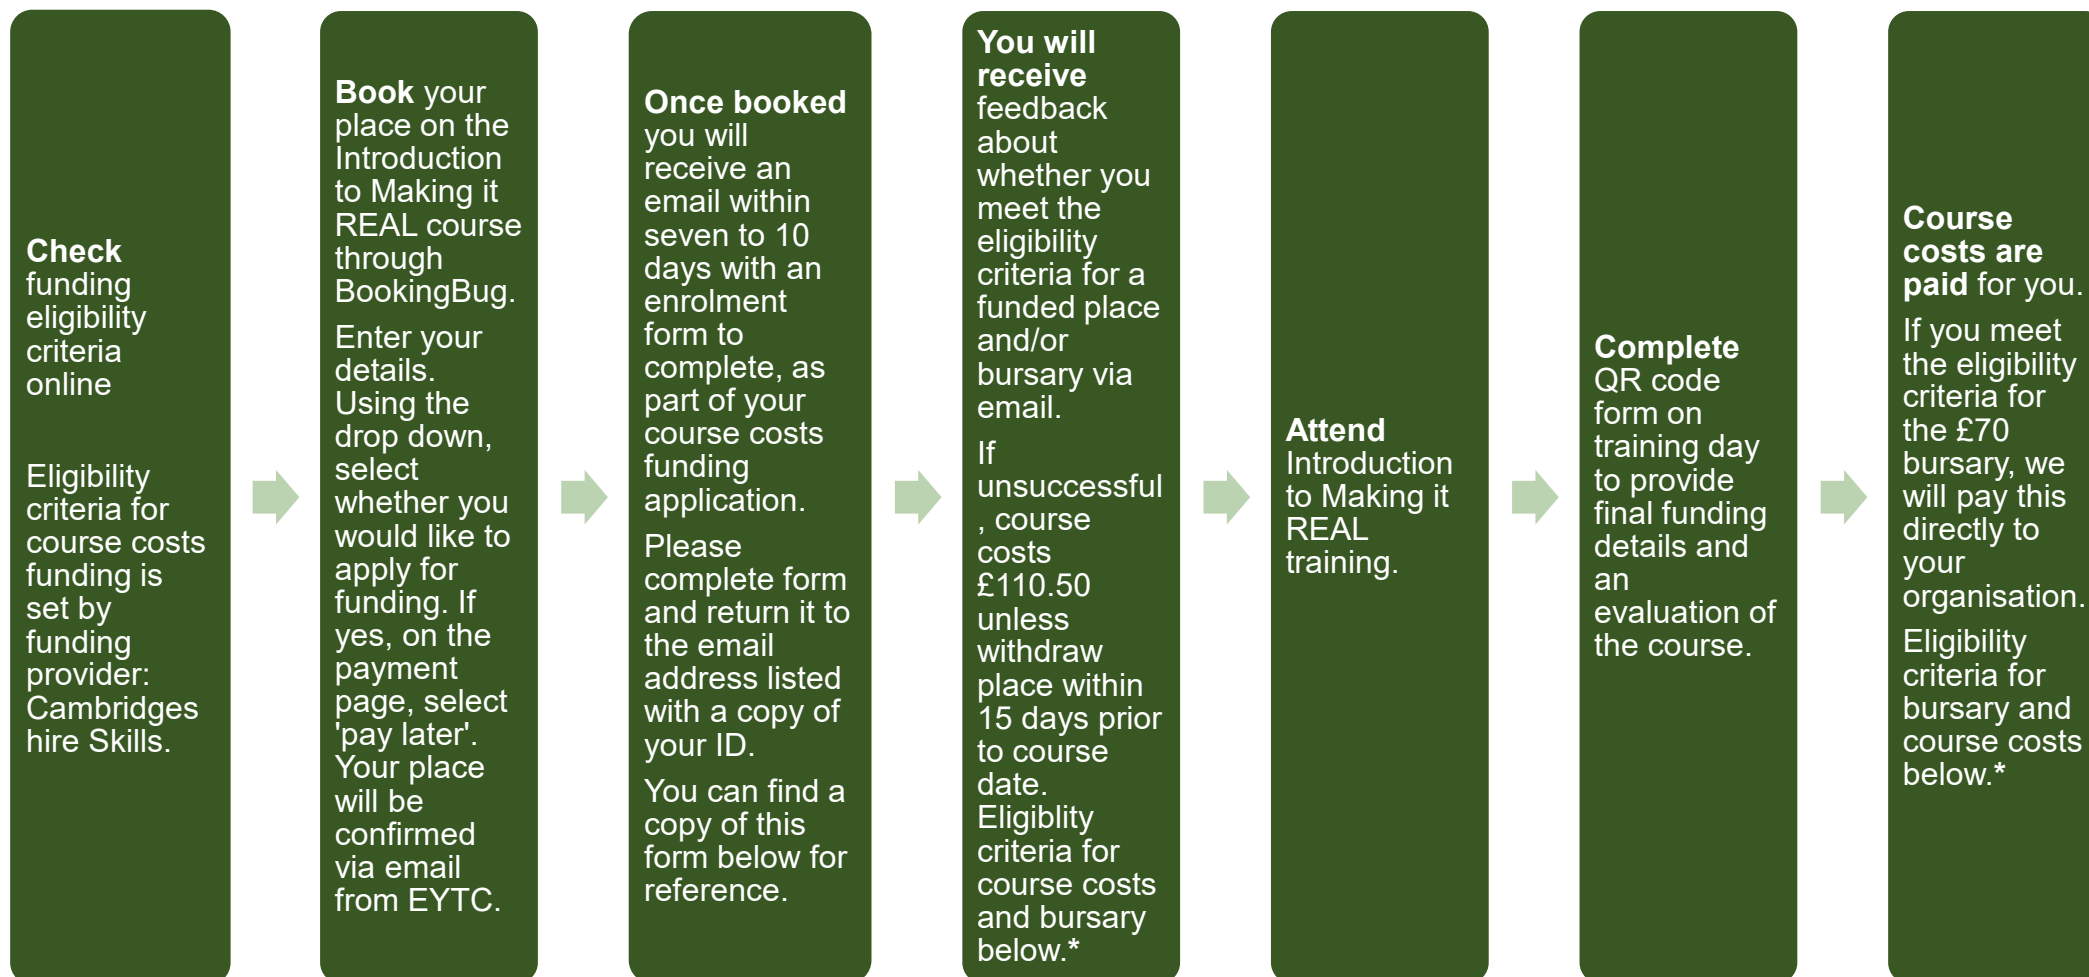 Check
funding
eligibility
criteria
online
Eligibility
criteria for
course costs
funding is
set by
funding
provider:
Cambridges
hire Skills.
Book your
place on the
Introduction
to Making it
REAL course
through
BookingBug.
Enter your
details.
Using the
drop down,
select
whether you
would like to
apply for
funding. If
yes, on the
payment
page, select
'pay later'.
Your place
will be
confirmed
via email
from EYTC.
Once booked
you will
receive an
email within
seven to 10
days with an
enrolment
form to
complete, as
part of your
course costs
funding
application.
Please
complete form
and return it to
the email
address listed
with a copy of
your ID.
You can find a
copy of this
form below for
reference.
You will
receive
feedback
about
whether you
meet the
eligibility
criteria for a
funded place
and/or
bursary via
email.
If
unsuccessful
, course
costs
£110.50
unless
withdraw
place within
15 days prior
to course
date.
Eligiblity
criteria for
course costs
and bursary
below.*
Attend
Introduction
to Making it
REAL
training.
Complete
QR code
form on
training day
to provide
final funding
details and
an
evaluation of
the course.
Course
costs are
paid for you.
If you meet
the eligibility
criteria for
the £70
bursary, we
will pay this
directly to
your
organisation.
Eligibility
criteria for
bursary and
course costs
below.*